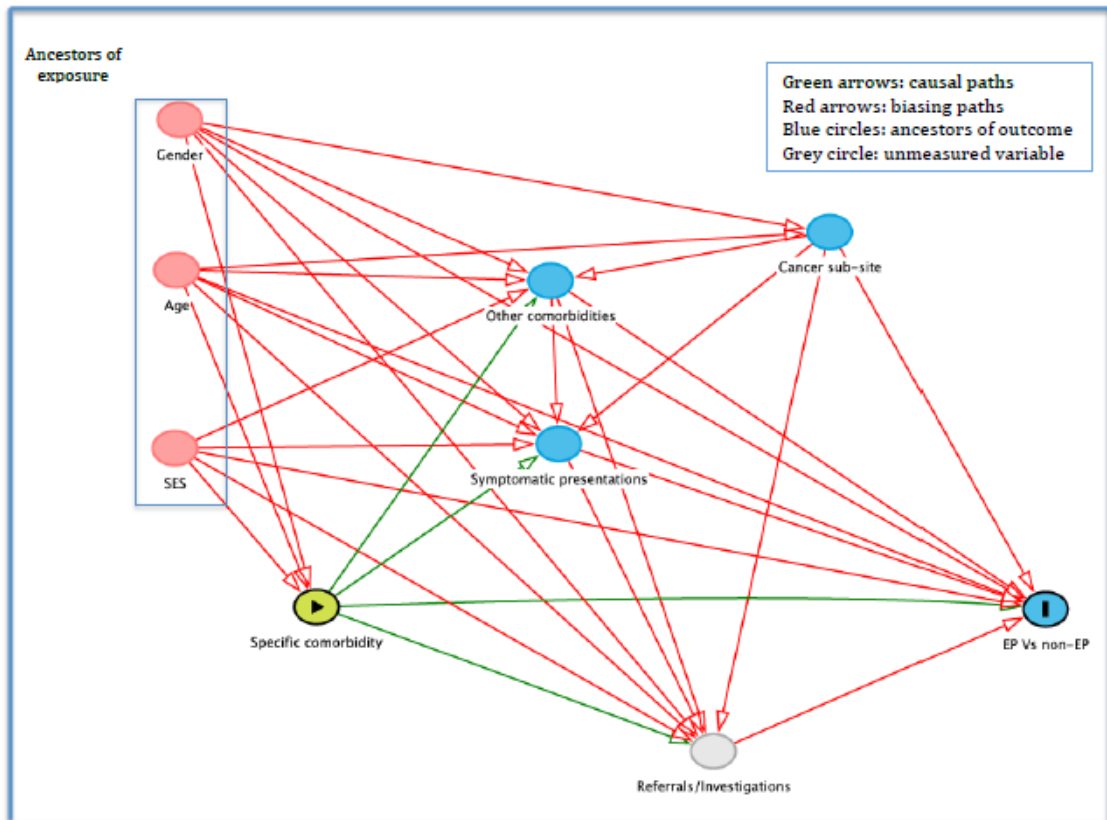 Ancestors of
exposure
Green arrows: causal paths
Red arrows: biasing paths
Blue circles: ancestors of outcome
Grey circle: unmeasured variable
Gender
Cancer sub-site
Age
Other comorbidities
Symptomatic presentations
SES
Specific comorbidity
EP Vs non-EP
Referrals/Investigations